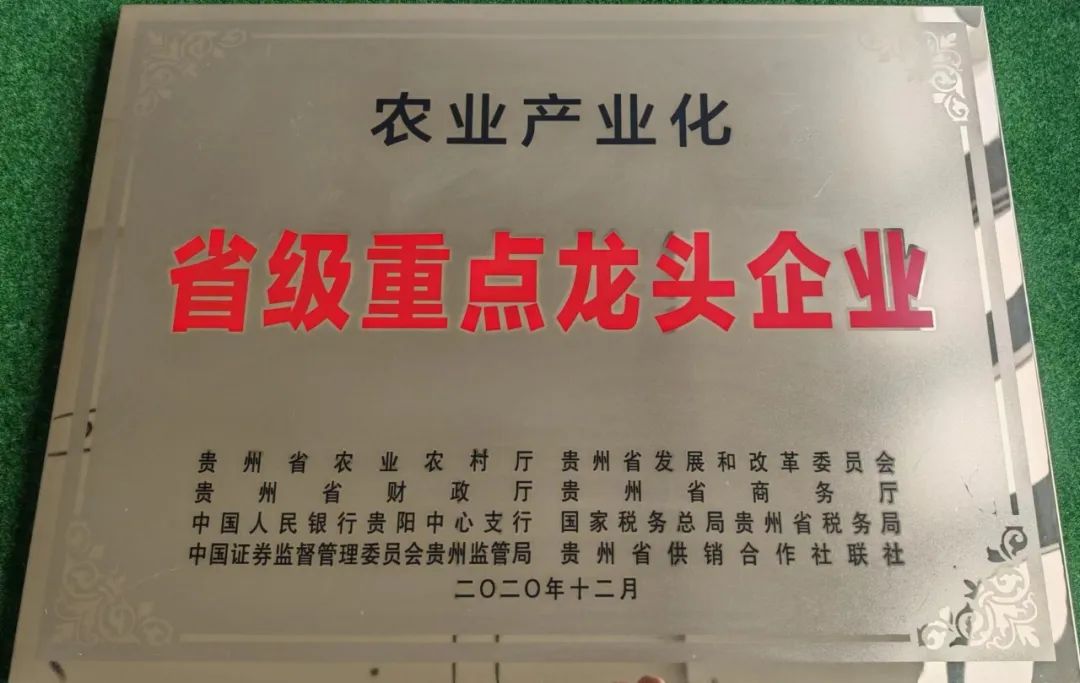 农业产业化
省级重点龙头企业
贵州省农业农村厅 贵州省发展和改革委员会
贵州省财政厅 贵州省商务厅
中国人民银行贵阳中心支行 国家税务总局贵州省税务局
中国证券监督管理委员会贵州监管局 贵州省供销合作社联社
二〇二〇年十二月